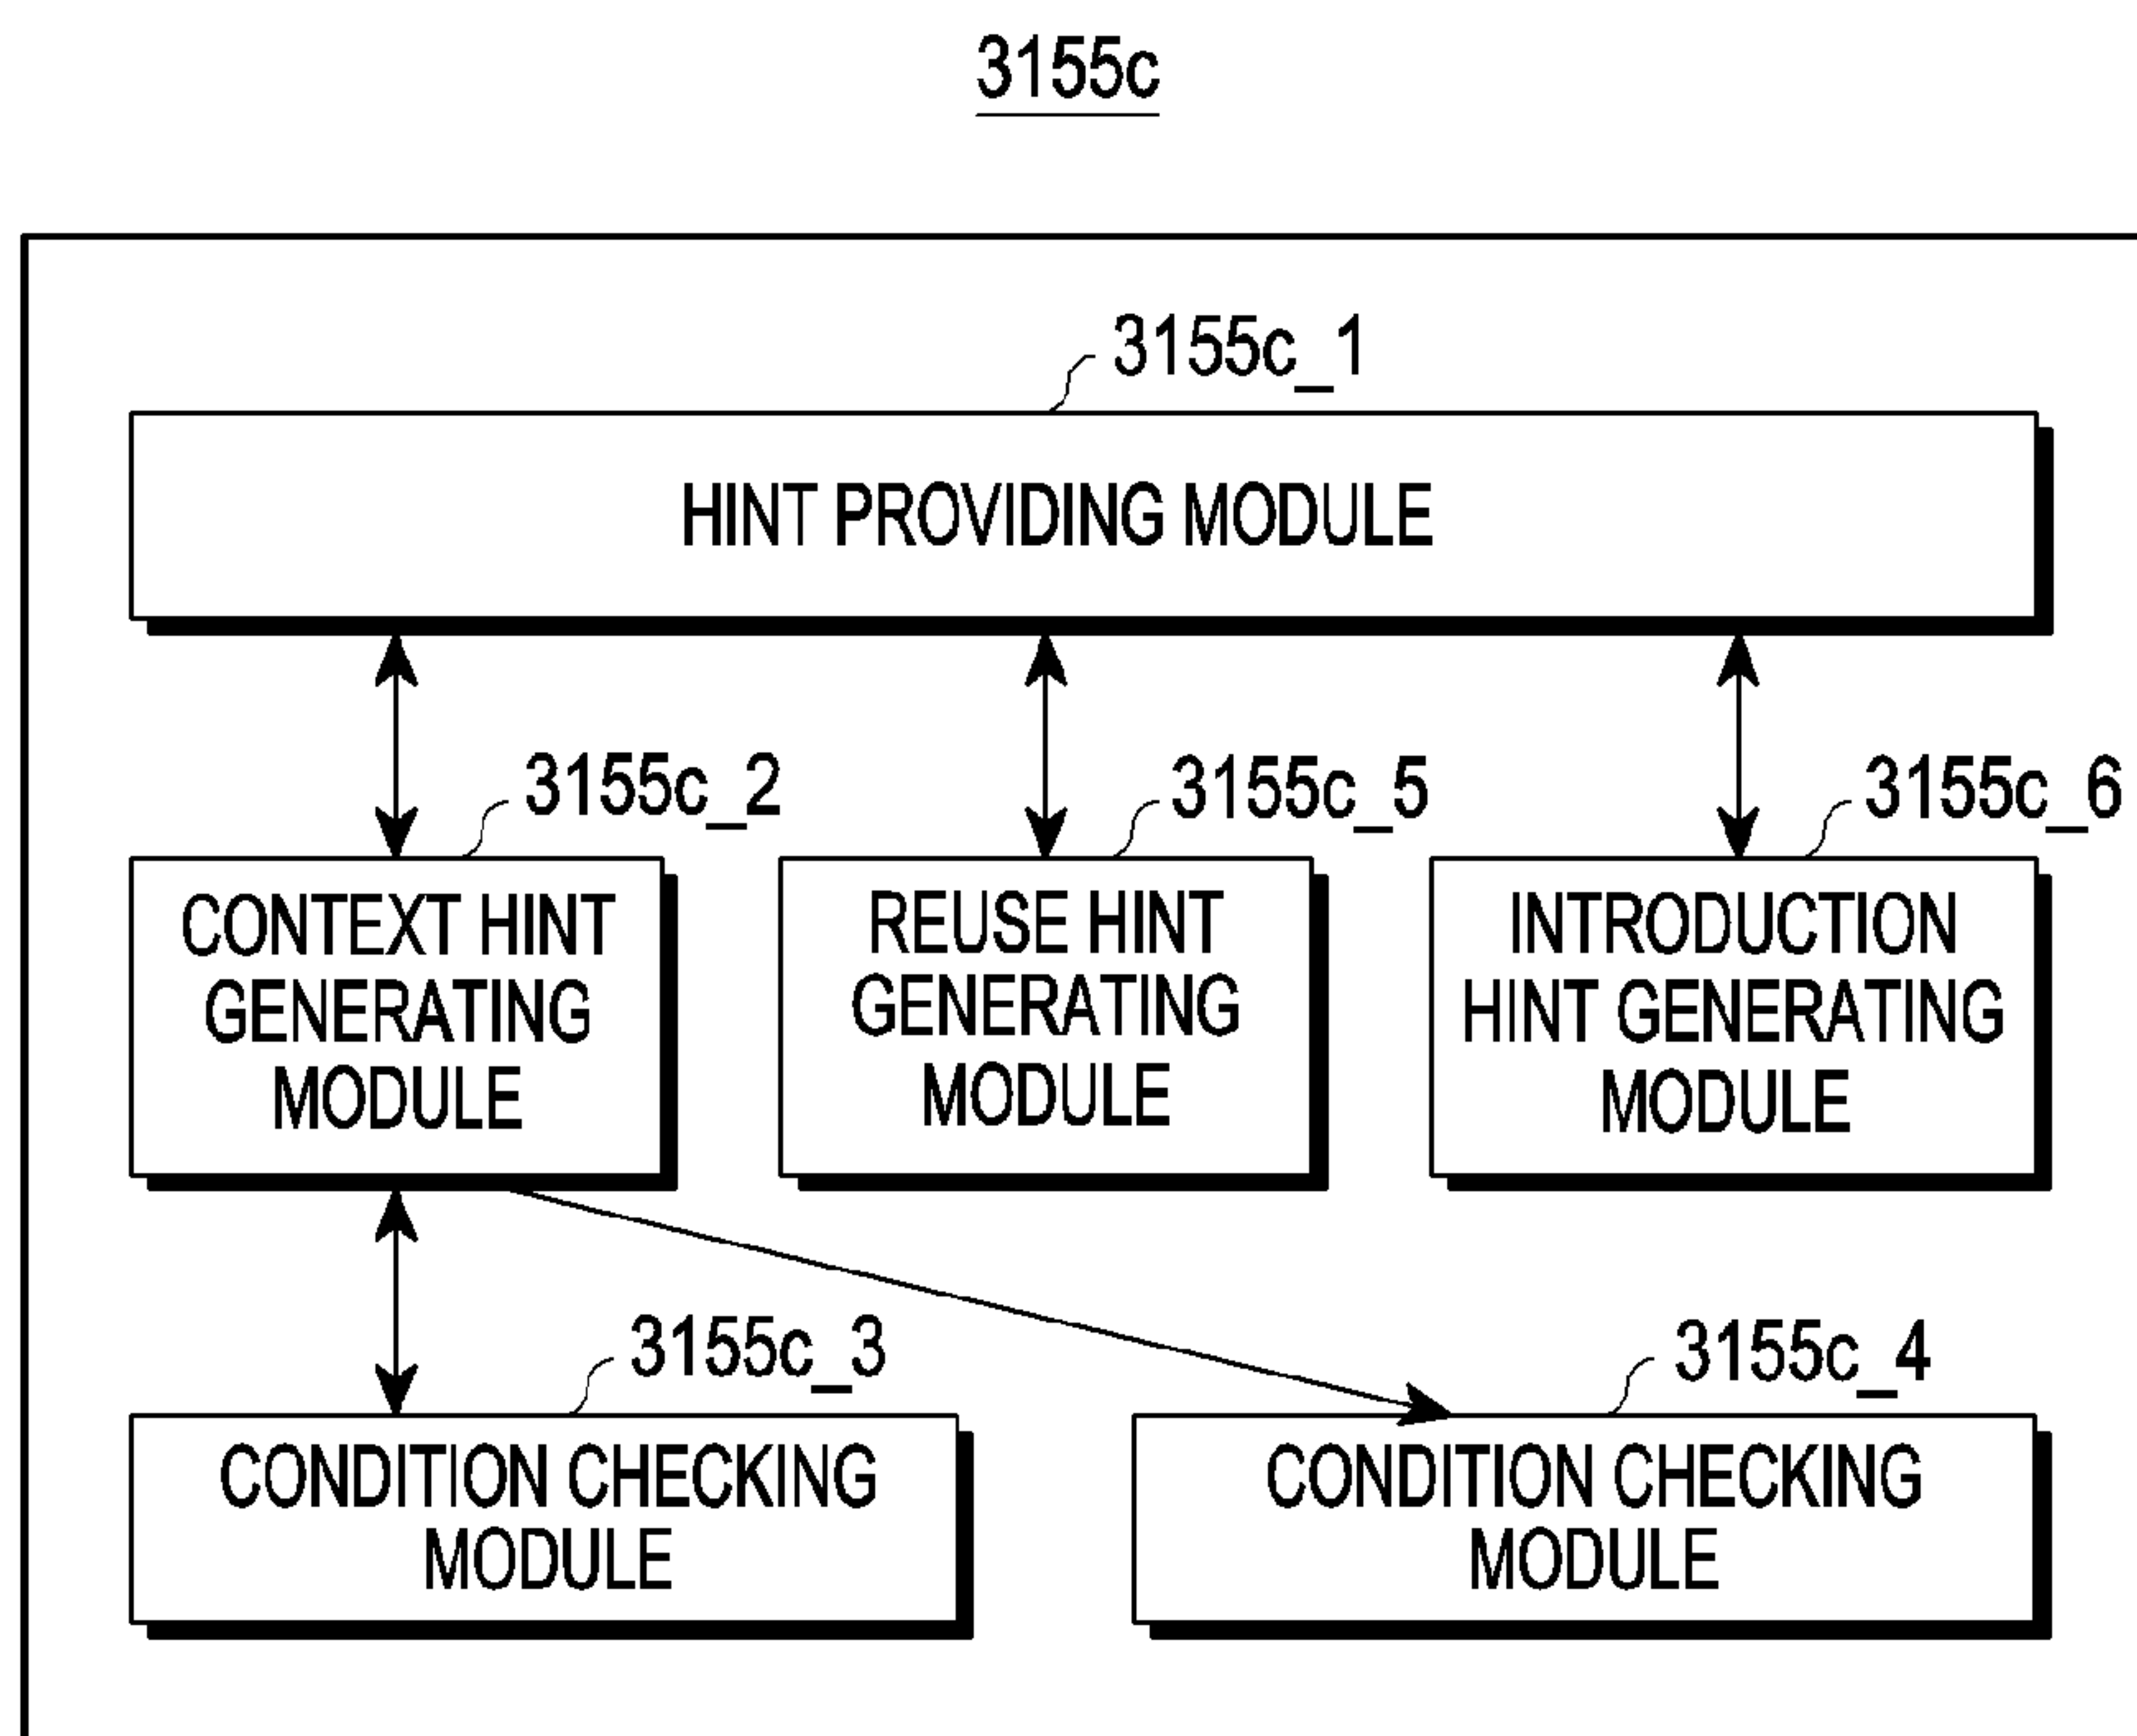 3155c
3155c_1
HINT PROVIDING MODULE
3155c_2
CONTEXT HINT
GENERATING
MODULE
3155c_5
REUSE HINT
GENERATING
MODULE
3155c_6
INTRODUCTION
HINT GENERATING
MODULE
3155c_3
CONDITION CHECKING
MODULE
3155c_4
CONDITION CHECKING
MODULE